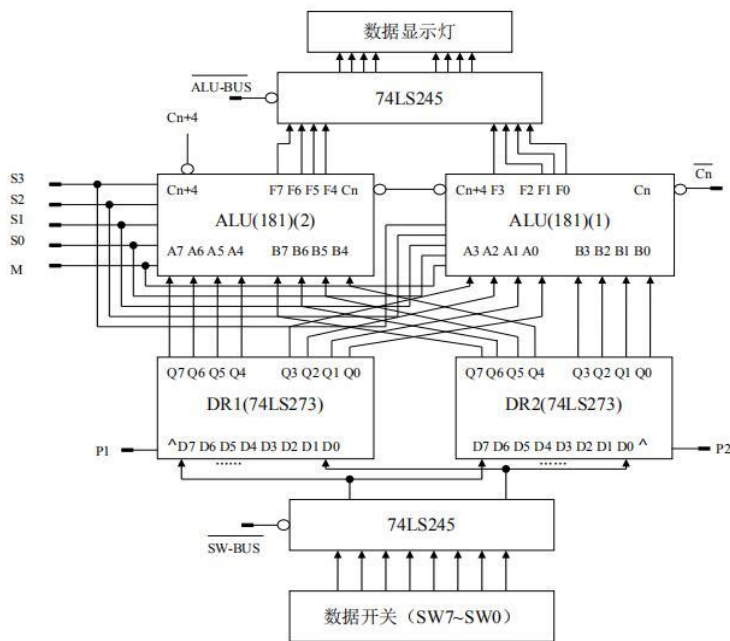 数据显示灯
ALU-BUS
74LS245
Cn+4
S3
S2
S1
S0
M
Cn+4 F7 F6 F5 F4 Cn
ALU(181)(2)
A7 A6 A5 A4 B7 B6 B5 B4
Cn+4 F3 F2 F1 F0 Cn
ALU(181)(1)
A3 A2 A1 A0 B3 B2 B1 B0
Cn
Q7 Q6 Q5 Q4 Q3 Q2 Q1 Q0
DR1(74LS273)
^D7 D6 D5 D4 D3 D2 D1 D0
......
P1
Q7 Q6 Q5 Q4 Q3 Q2 Q1 Q0
DR2(74LS273)
D7 D6 D5 D4 D3 D2 D1 D0 ^
......
P2
74LS245
SW-BUS
数据开关（SW7~SW0）